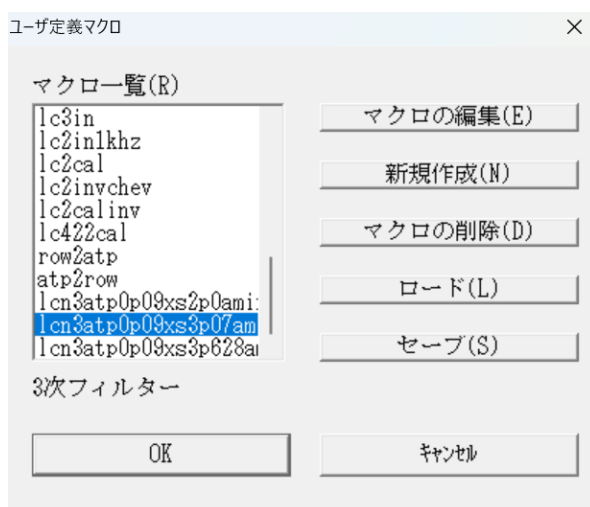 ユーザ定義マクロ
マクロ一覧(R)
lc3in
lc2in1khz
lc2cal
lc2invchev
lc2calinv
lc422cal
row2atp
atp2row
lcn3atp0p09xs2p0ami
lcn3atp0p09xs3p07am
lcn3atp0p09xs3p628a
マクロの編集(E)
新規作成(N)
マクロの削除(D)
ロード(L)
セーブ(S)
3次フィルター
OK
キャンセル